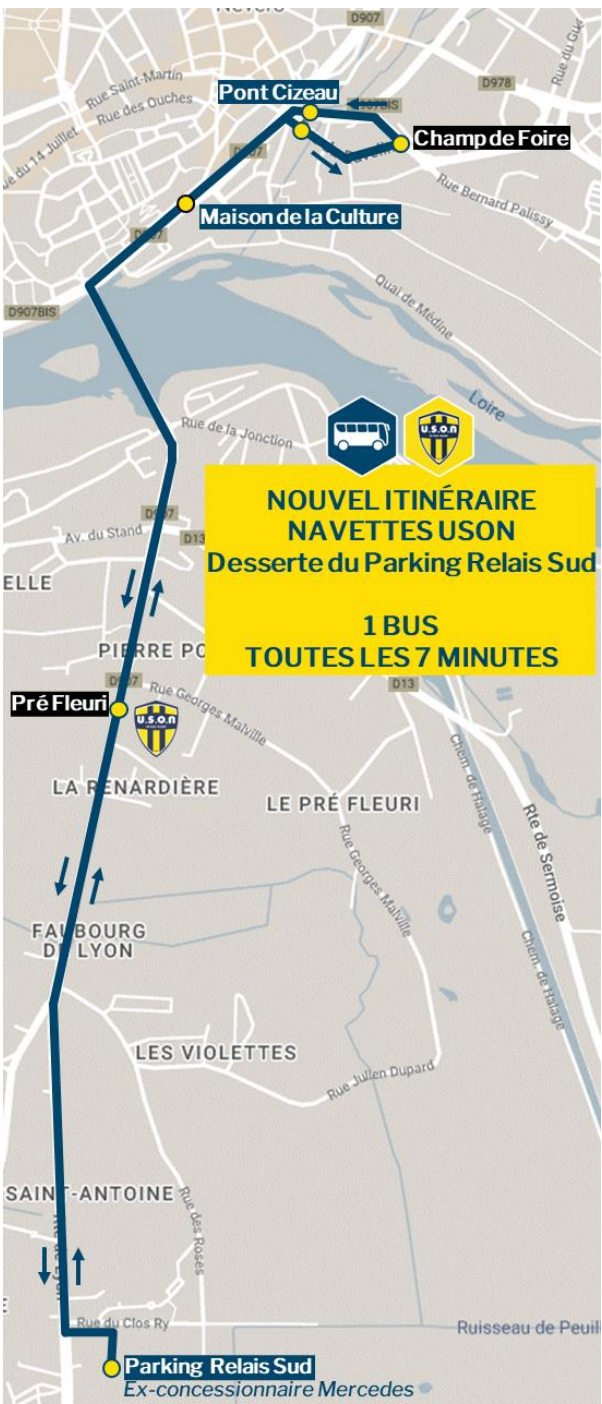 D907
D978
Rue du Gu
Rue Saint-Martin
Rue des Ouches
Pont Cizeau
D907BIS
Champ de Foire
ue du 14 Juillet
Rue Bernard Palissy
Maison de la Culture
Quai de Médine
D907BIS
Loire
Rue de la Jonction
U.S.O.N
NOUVEL ITINÉRAIRE
NAVETTES USON
Desserte du Parking Relais Sud
1 BUS
TOUTES LES 7 MINUTES
Av. du Stand
D13
ELLE
PIERRE PO
D907
D13
Pré Fleuri
U.S.O.N
Rue Georges Malville
LA RENARDIÈRE
LE PRÉ FLEURI
Chem. de Halage
Rte de Sermoise
Rue Georges Malville
FAUBOURG
DE LYON
Chem. de Halage
LES VIOLETTES
Rue Julien Dupard
SAINT-ANTOINE
Rue des Roses
Rue du Clos Ry
Ruisseau de Peuill
Parking Relais Sud
Ex-concessionnaire Mercedes